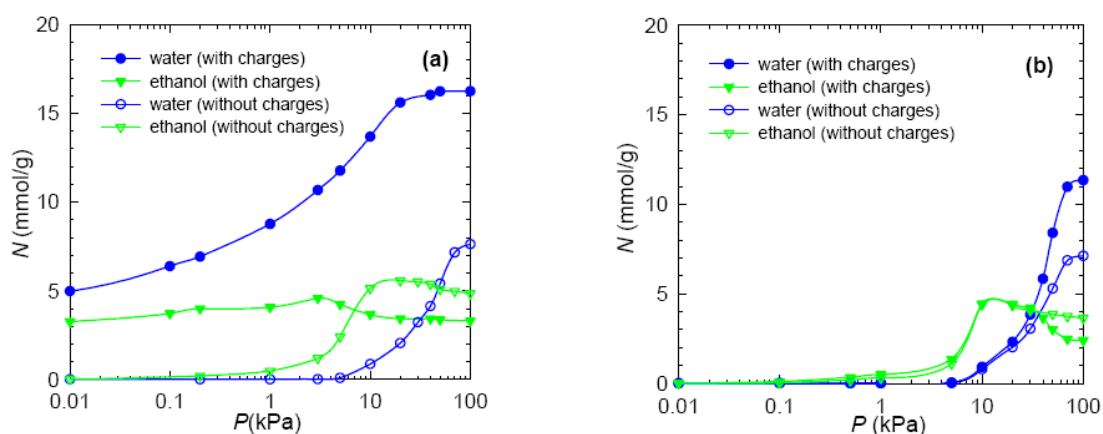 20
15
10
5
0
N (mmol/g)
water (with charges)
ethanol (with charges)
water (without charges)
ethanol (without charges)
(a)
0.01 0.1 1 10 100
P(kPa)
20
15
10
5
0
N (mmol/g)
water (with charges)
ethanol (with charges)
water (without charges)
ethanol (without charges)
(b)
0.01 0.1 1 10 100
P (kPa)